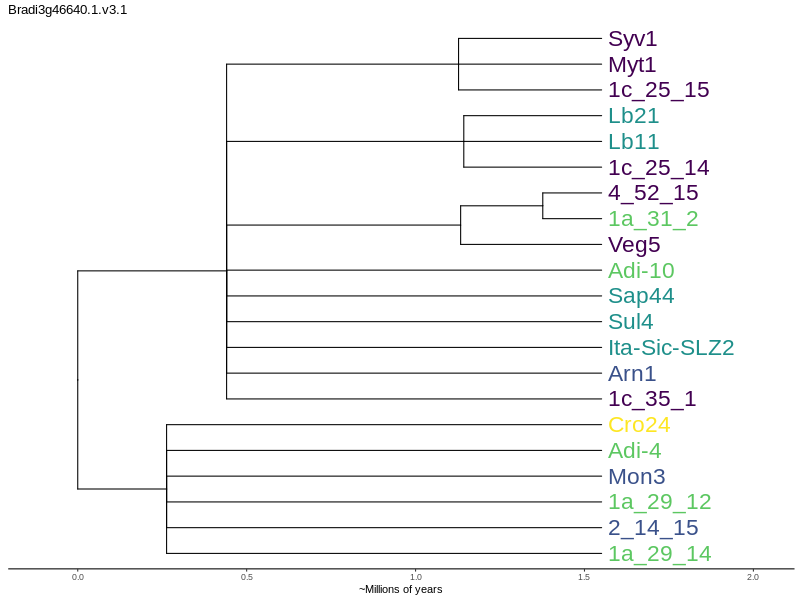 Bradi3g46640.1.v3.1
Syv1
Myt1
1c_25_15
Lb21
Lb11
1c_25_14
4_52_15
1a_31_2
Veg5
Adi-10
Sap44
Sul4
Ita-Sic-SLZ2
Arn1
1c_35_1
Cro24
Adi-4
Mon3
1a_29_12
2_14_15
1a_29_14
0.0 0.5 1.0 1.5 2.0
~Millions of years